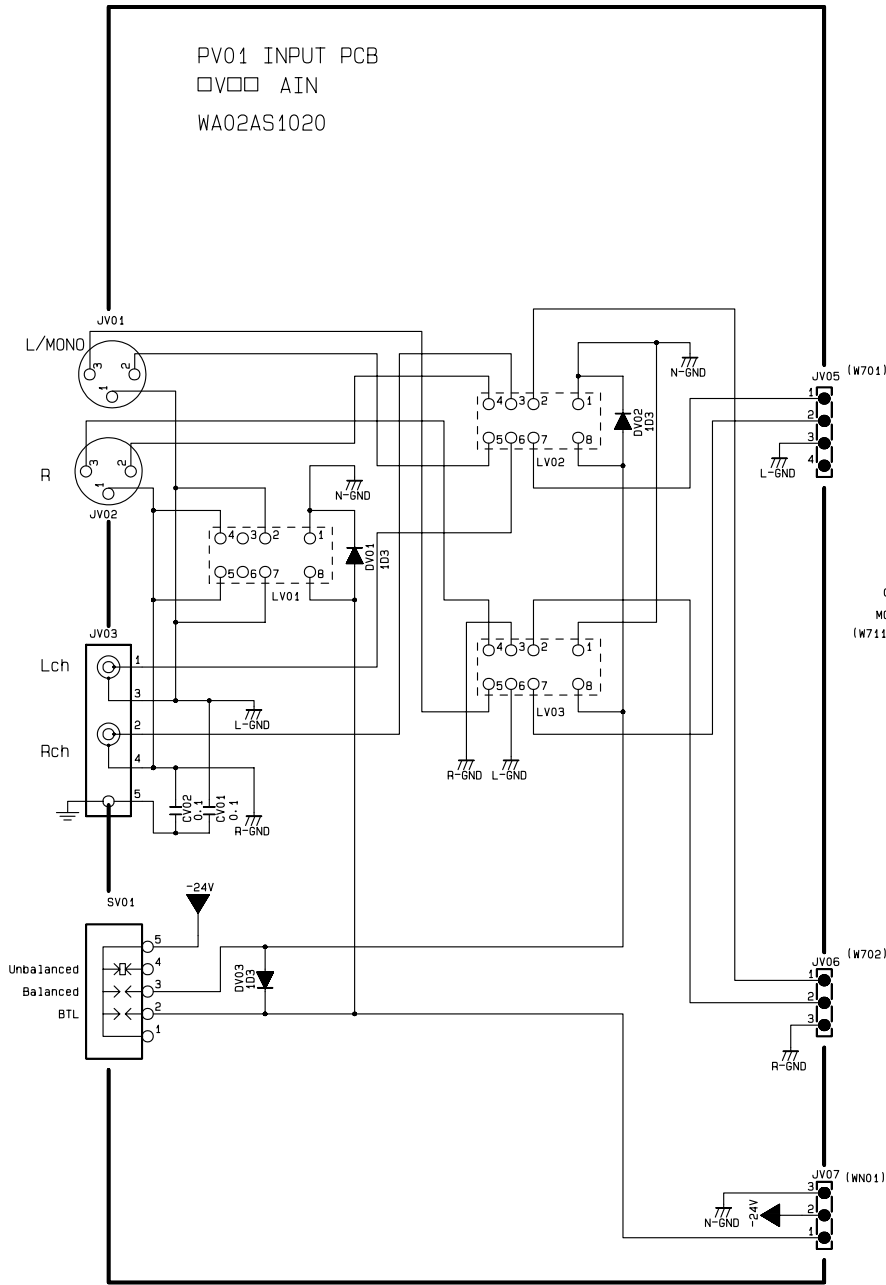 PV01 INPUT PCB
□V□□ AIN
WA02AS1020
JV01
L/MONO
3 2
1
N-GND
JV05 (W701)
1
2
3
4
L-GND
4 3 2 1
5 6 7 8
LV02
DV02
1D3
R
3 2
1
JV02
N-GND
4 3 2 1
5 6 7 8
LV01
DV01
1D3
JV03
Lch
1
3
L-GND
2
Rch
4
5
CV02
0.1
CV01
0.1
R-GND
4 3 2 1
5 6 7 8
LV03
R-GND L-GND
(W711
-24V
SV01
5
Unbalanced 4
Balanced 3
BTL 2
1
DV03
1D3
JV06 (W702)
1
2
3
R-GND
JV07 (WN01)
3
2
1
N-GND
-24V